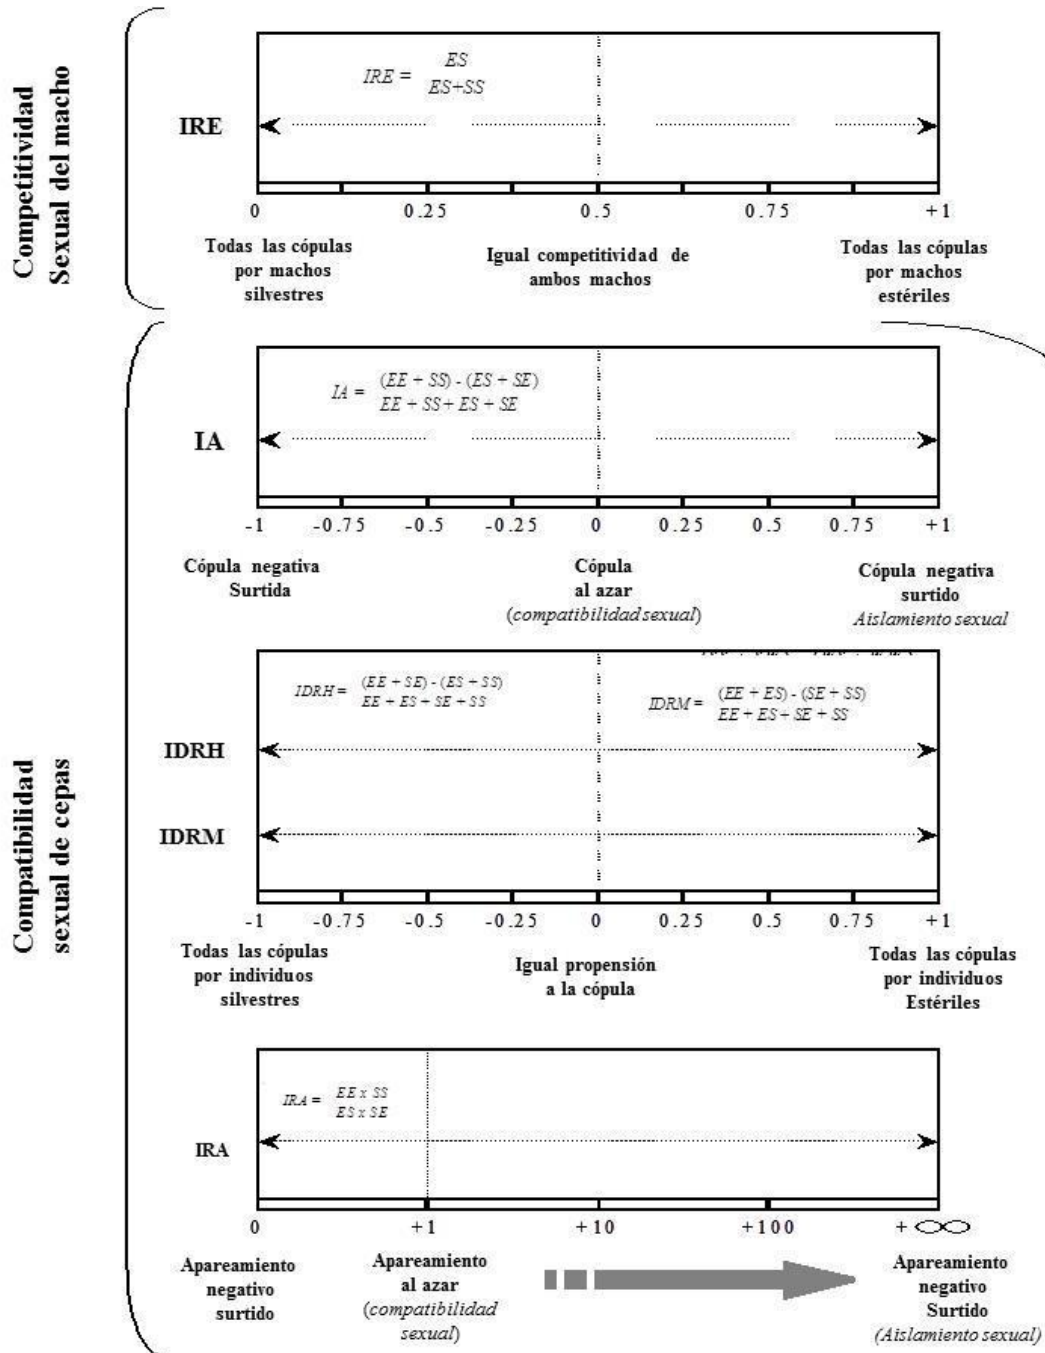 Competitividad
Sexual del macho
IRE = ES
ES+SS
IRE
0 0.25 0.5 0.75 +1
Todas las cópulas
por machos
silvestres
Igual competitividad de
ambos machos
Todas las cópulas
por machos
estériles
Compatibilidad
sexual de cepas
IA = (EE + SS) - (ES + SE)
EE + SS + ES + SE
IA
-1 -0.75 -0.5 -0.25 0 0.25 0.5 0.75 +1
Cópula negativa
Surtida
Cópula
al azar
(compatibilidad sexual)
Cópula negativa
surtido
Aislamiento sexual
IDRH = (EE + SE) - (ES + SS)
EE + ES + SE + SS
IDRM = (EE + ES) - (SE + SS)
EE + ES + SE + SS
IDRH
IDRM
-1 -0.75 -0.5 -0.25 0 0.25 0.5 0.75 +1
Todas las cópulas
por individuos
silvestres
Igual propensión
a la cópula
Todas las cópulas
por individuos
Estériles
IRA = EE x SS
ES x SE
IRA
0 +1 +10 +100 + ∞
Apareamiento
negativo
surtido
Apareamiento
al azar
(compatibilidad
sexual)
Apareamiento
negativo
Surtido
(Aislamiento sexual)